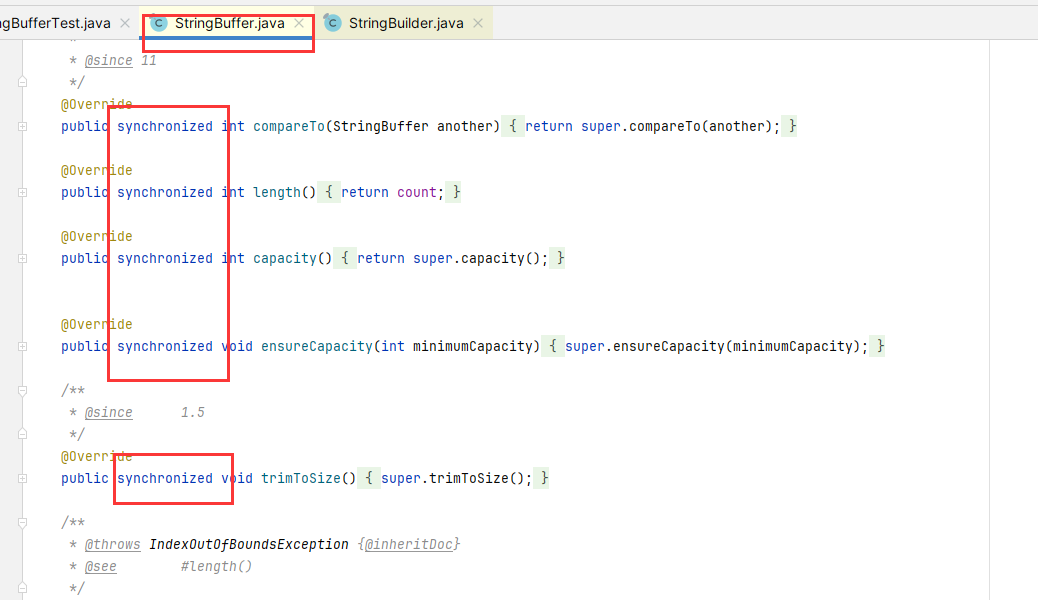 ngBufferTest.java StringBuffer.java StringBuilder.java
*
* @since 11
*/
@Override
public synchronized int compareTo(StringBuffer another) { return super.compareTo(another); }
@Override
public synchronized int length() { return count; }
@Override
public synchronized int capacity() { return super.capacity(); }
@Override
public synchronized void ensureCapacity(int minimumCapacity) { super.ensureCapacity(minimumCapacity); }
/**
* @since 1.5
*/
@Override
public synchronized void trimToSize() { super.trimToSize(); }
/**
* @throws IndexOutOfBoundsException {@inheritDoc}
* @see #length()
*/